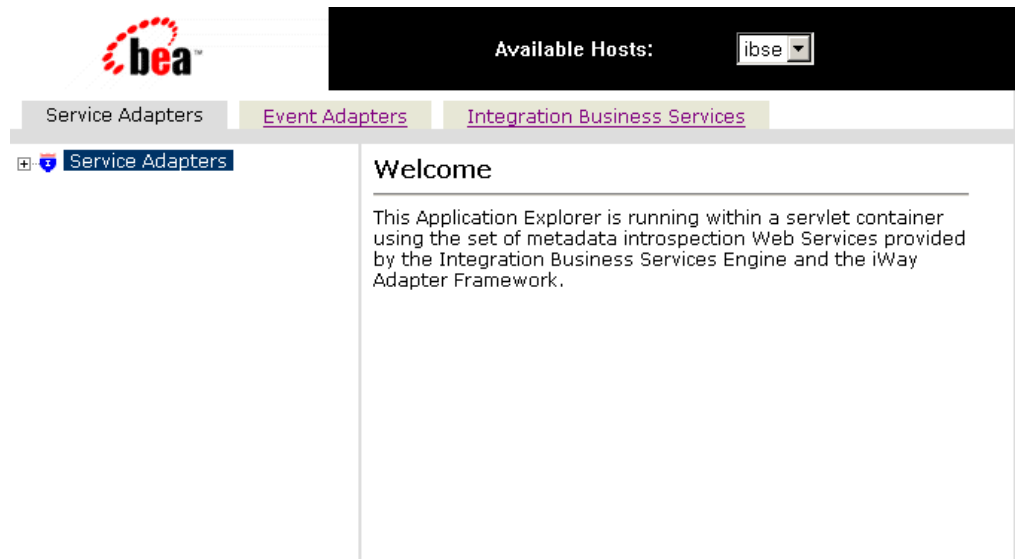 bea™
Available Hosts: ibse
Service Adapters Event Adapters Integration Business Services
Service Adapters
Welcome
This Application Explorer is running within a servlet container
using the set of metadata introspection Web Services provided
by the Integration Business Services Engine and the iWay
Adapter Framework.